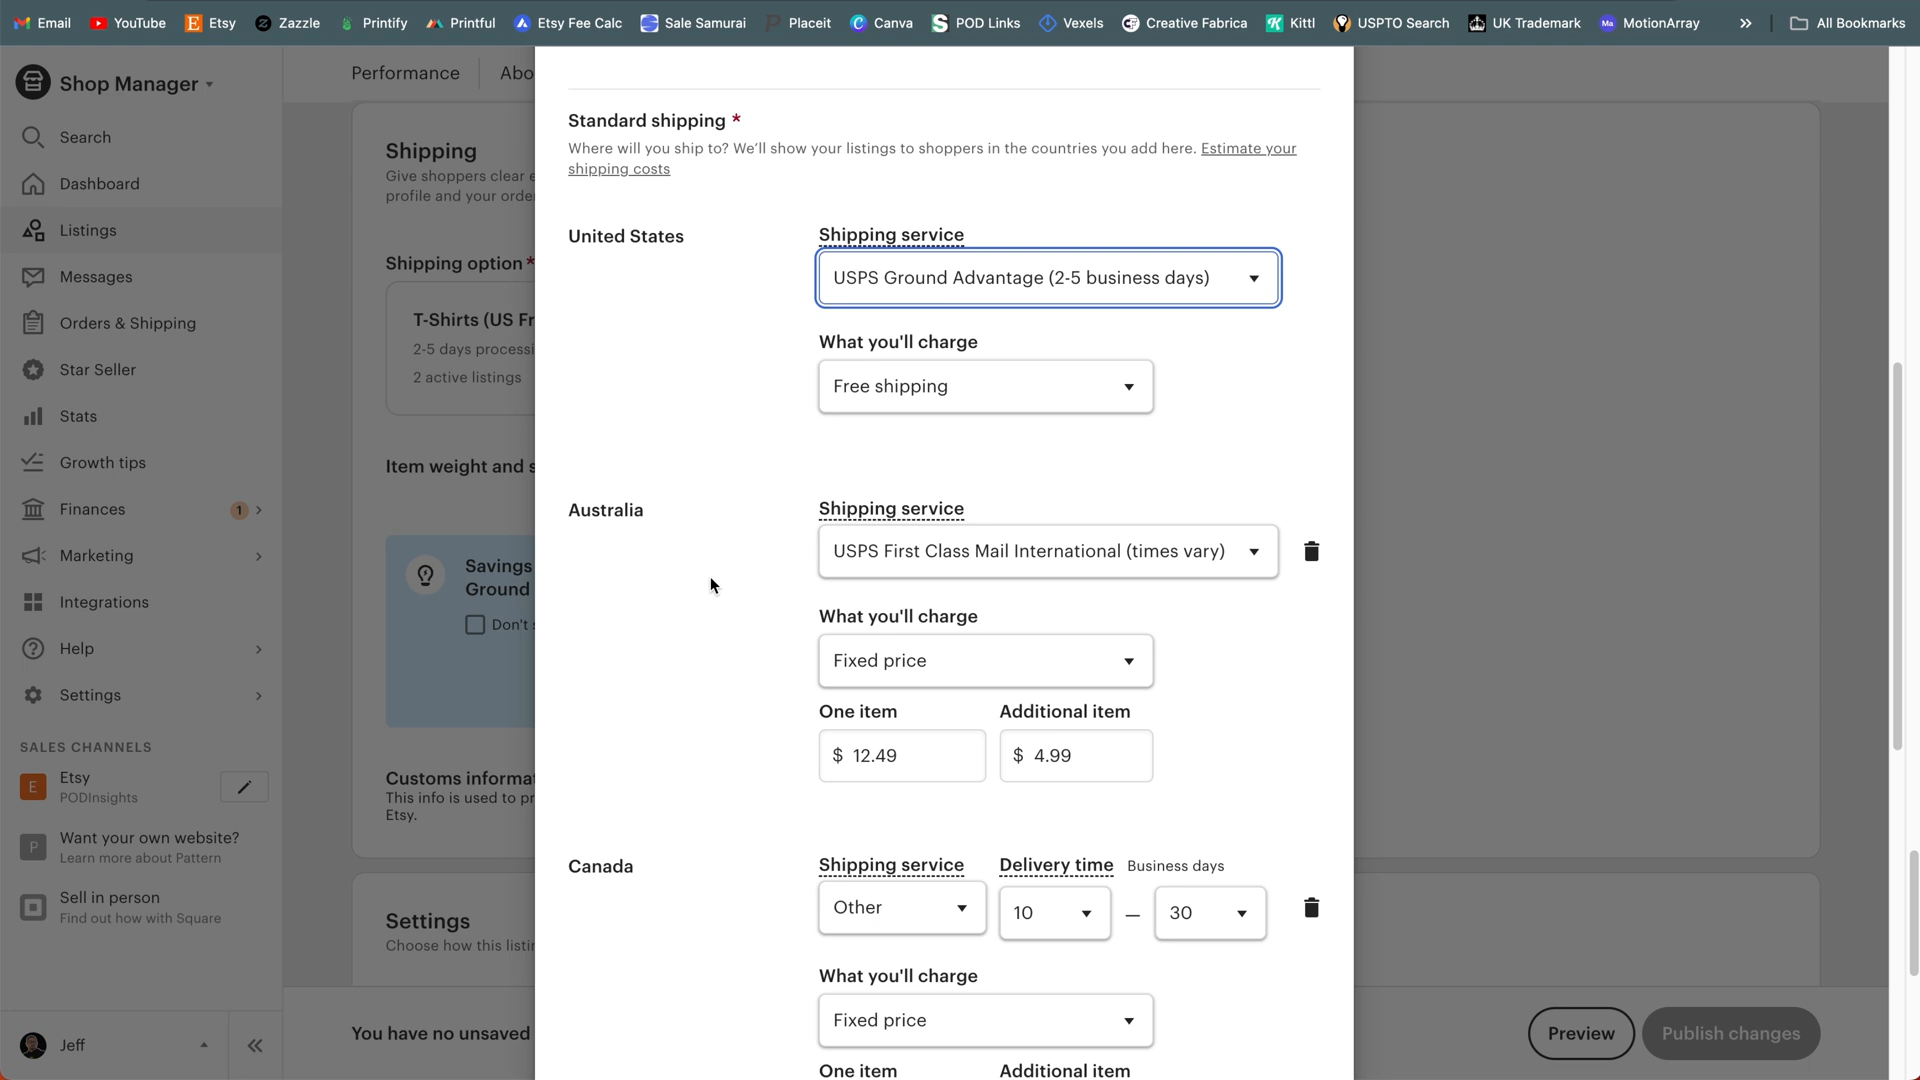 Email
YouTube
Etsy
Zazzle
Printify
Printful
Etsy Fee Calc
Sale Samurai
Placeit
Canva
POD Links
Vexels
Creative Fabrica
Kittl
USPTO Search
UK Trademark
MotionArray
»
All Bookmarks
Shop Manager
Search
Dashboard
Listings
Messages
Orders & Shipping
Star Seller
Stats
Growth tips
Finances
1
Marketing
Integrations
Help
Settings
SALES CHANNELS
E
Etsy
PODInsights
P
Want your own website?
Learn more about Pattern
Sell in person
Find out how with Square
Jeff
Performance
Abo
Shipping
Give shoppers clear e
profile and your orde
Shipping option *
T-Shirts (US Fr
2-5 days processi
2 active listings
Item weight and s
Savings
Ground
Don't s
Customs informat
This info is used to pr
Etsy.
Settings
Choose how this listin
You have no unsaved
Standard shipping *
Where will you ship to? We'll show your listings to shoppers in the countries you add here. Estimate your
shipping costs
United States
Shipping service
USPS Ground Advantage (2-5 business days)
What you'll charge
Free shipping
Australia
Shipping service
USPS First Class Mail International (times vary)
What you'll charge
Fixed price
One item
Additional item
$ 12.49
$ 4.99
Canada
Shipping service
Delivery time
Business days
Other
10
—
30
What you'll charge
Fixed price
One item
Additional item
Preview
Publish changes